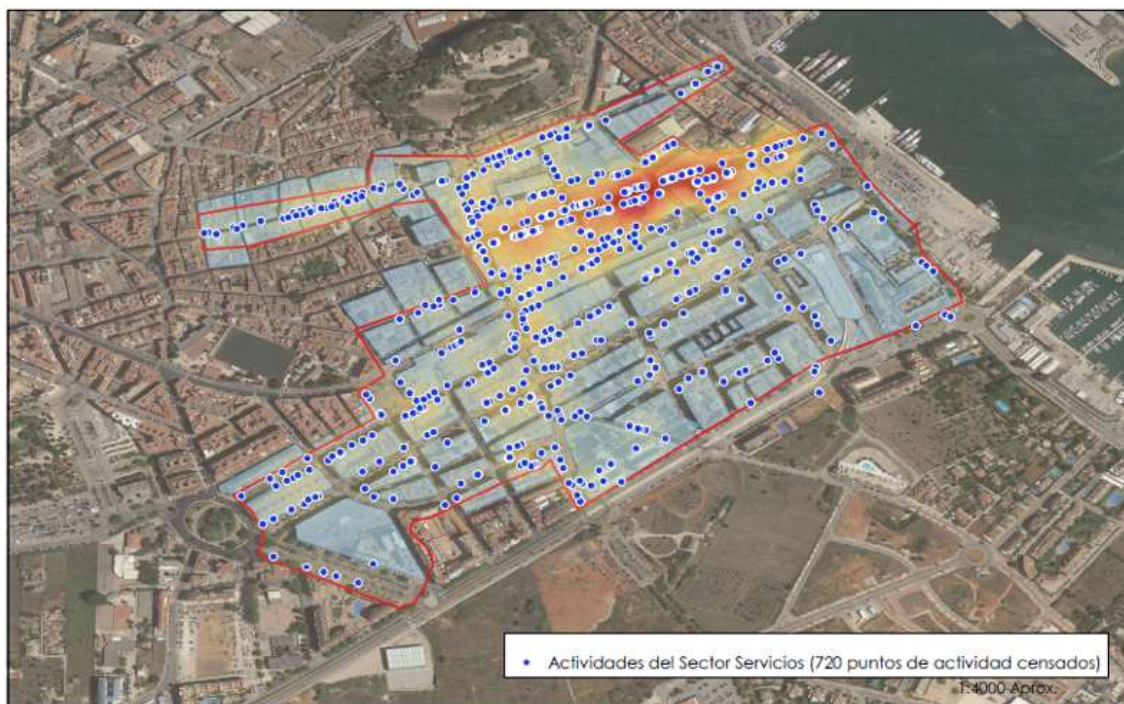 Actividades del Sector Servicios (720 puntos de actividad censados)
1:4000 Aprox.